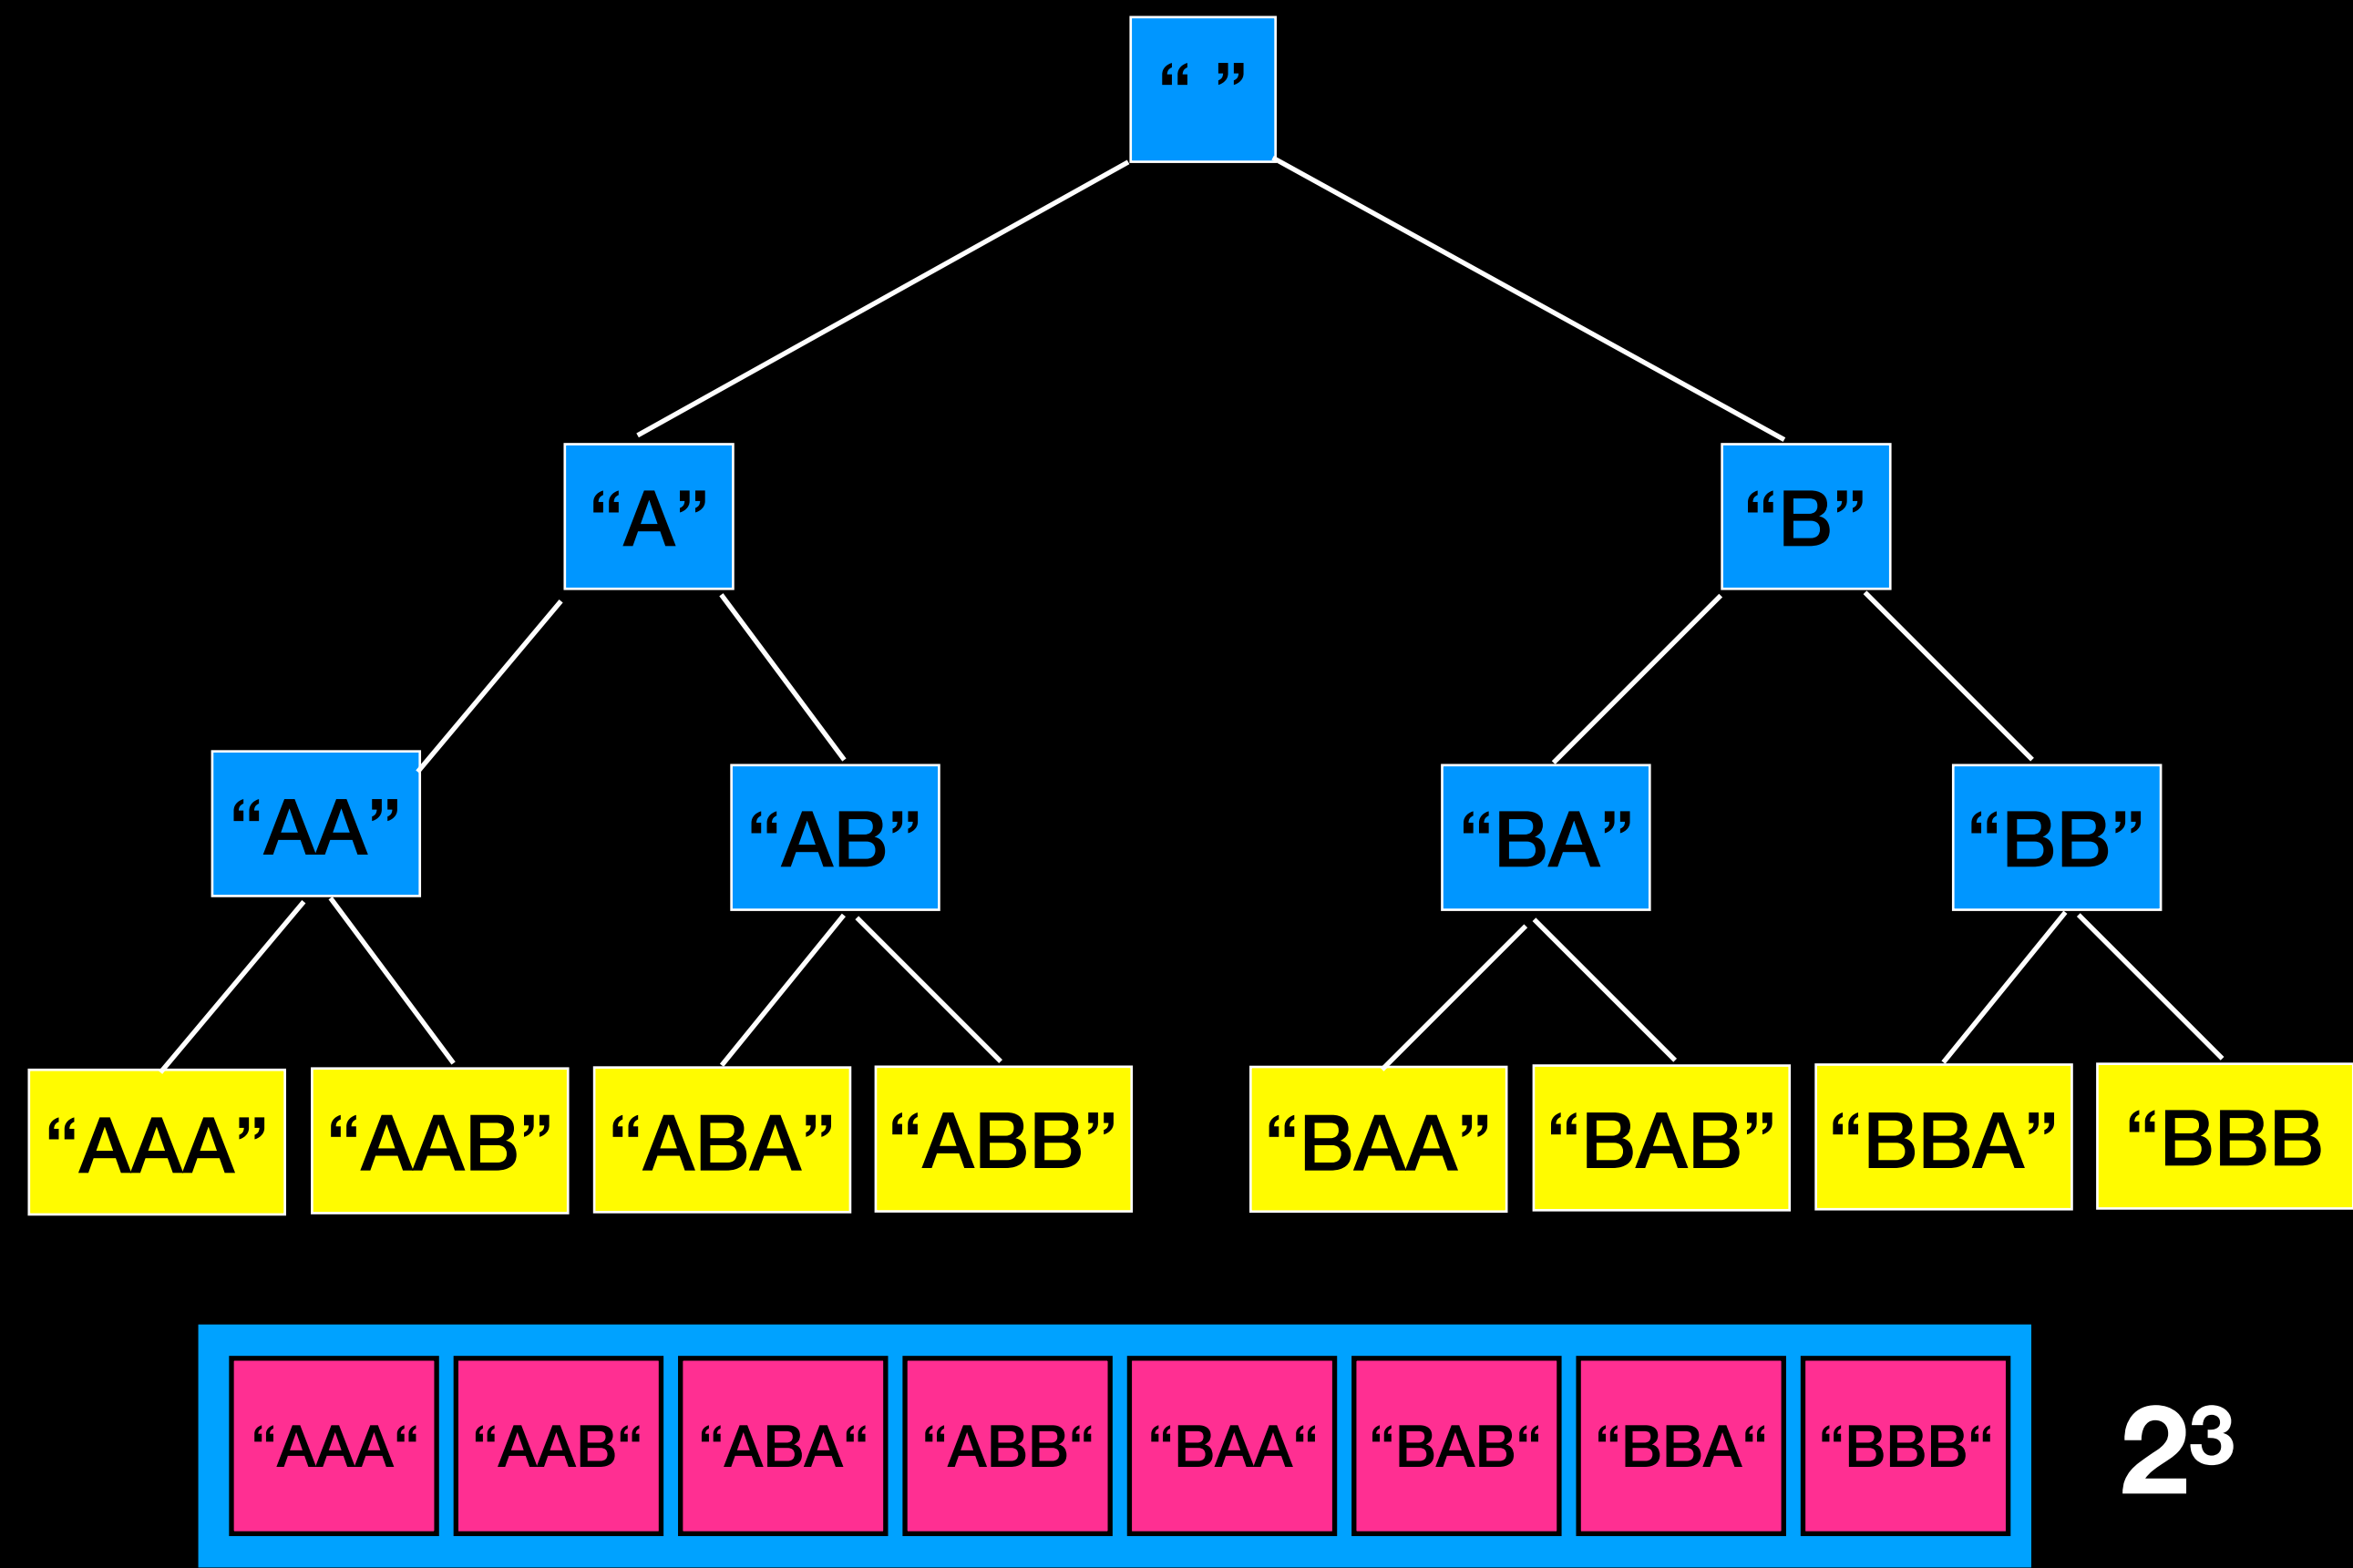 “ ”
“A” “B”
“AA” “AB” “BA” “BB”
“AAA” “AAB” “ABA” “ABB” “BAA” “BAB” “BBA” “BBB
“AAA“ “AAB“ “ABA“ “ABB“ “BAA“ “BAB“ “BBA“ “BBB“ 2³